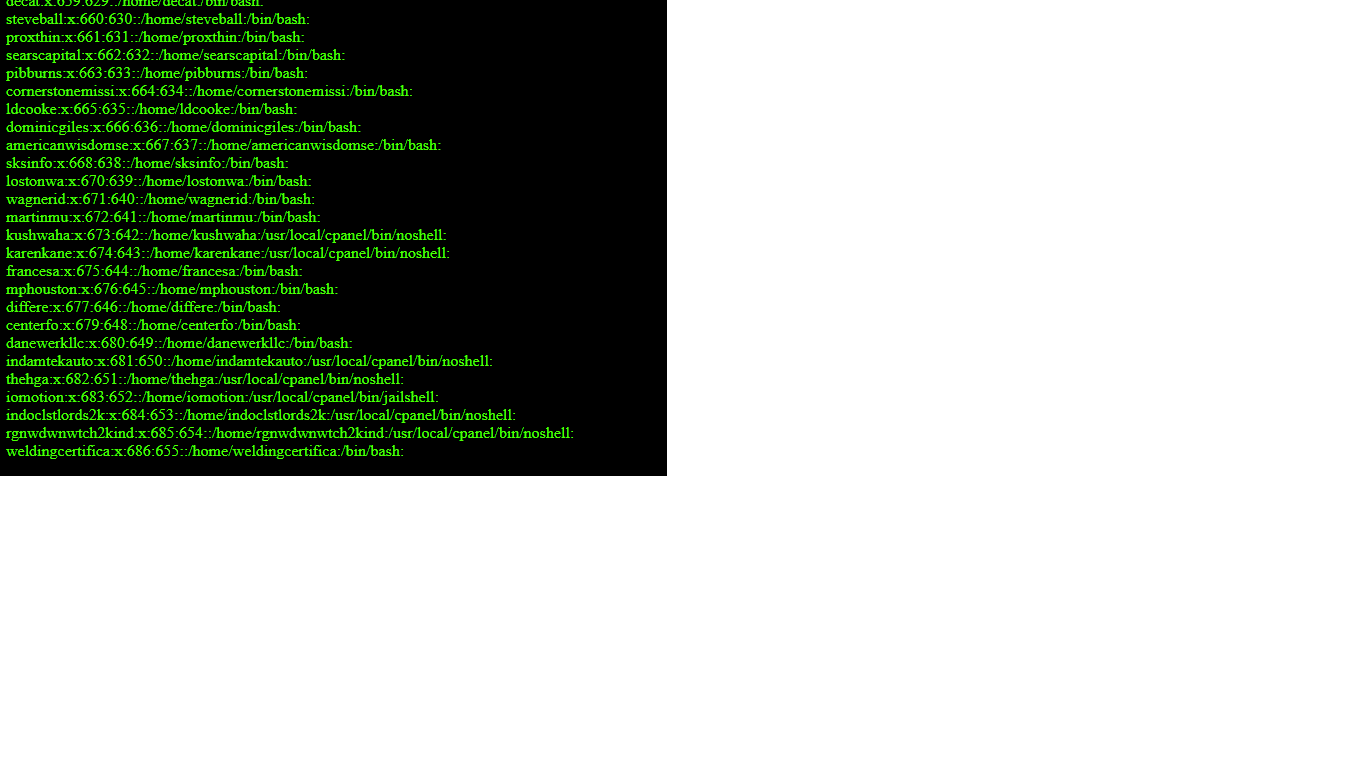 decat:x:659:629::/home/decat:/bin/bash:
steveball:x:660:630::/home/steveball:/bin/bash:
proxthin:x:661:631::/home/proxthin:/bin/bash:
searscapital:x:662:632::/home/searscapital:/bin/bash:
pibburns:x:663:633::/home/pibburns:/bin/bash:
cornerstonemissi:x:664:634::/home/cornerstonemissi:/bin/bash:
ldcooke:x:665:635::/home/ldcooke:/bin/bash:
dominicgiles:x:666:636::/home/dominicgiles:/bin/bash:
americanwisdomse:x:667:637::/home/americanwisdomse:/bin/bash:
sksinfo:x:668:638::/home/sksinfo:/bin/bash:
lostonwa:x:670:639::/home/lostonwa:/bin/bash:
wagnerid:x:671:640::/home/wagnerid:/bin/bash:
martinmu:x:672:641::/home/martinmu:/bin/bash:
kushwaha:x:673:642::/home/kushwaha:/usr/local/cpanel/bin/noshell:
karenkane:x:674:643::/home/karenkane:/usr/local/cpanel/bin/noshell:
francesa:x:675:644::/home/francesa:/bin/bash:
mphouston:x:676:645::/home/mphouston:/bin/bash:
differe:x:677:646::/home/differe:/bin/bash:
centerfo:x:679:648::/home/centerfo:/bin/bash:
danewerkllc:x:680:649::/home/danewerkllc:/bin/bash:
indamtekauto:x:681:650::/home/indamtekauto:/usr/local/cpanel/bin/noshell:
thehga:x:682:651::/home/thehga:/usr/local/cpanel/bin/noshell:
iomotion:x:683:652::/home/iomotion:/usr/local/cpanel/bin/jailshell:
indoclstlords2k:x:684:653::/home/indoclstlords2k:/usr/local/cpanel/bin/noshell:
rgnwdwnwtch2kind:x:685:654::/home/rgnwdwnwtch2kind:/usr/local/cpanel/bin/noshell:
weldingcertifica:x:686:655::/home/weldingcertifica:/bin/bash: